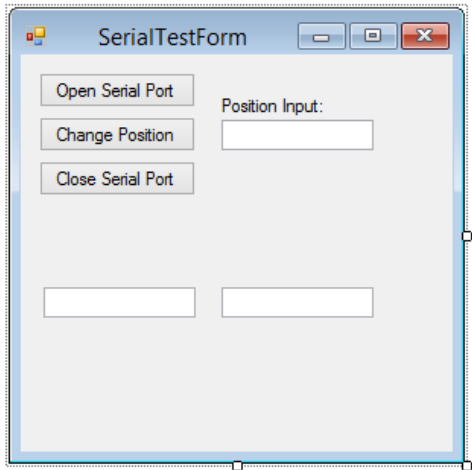 SerialTestForm
Open Serial Port
Position Input:
Change Position
Close Serial Port